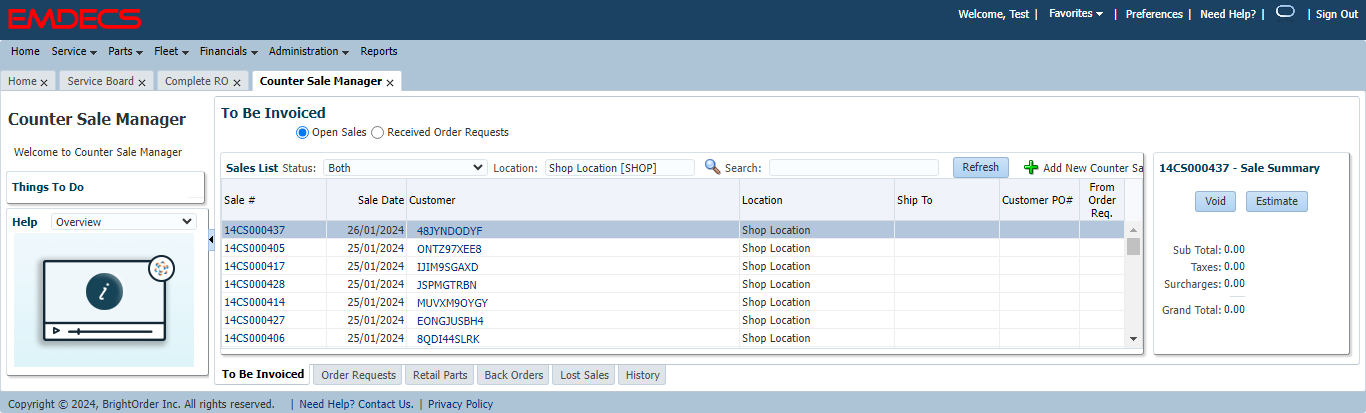 EMDECS
Welcome, Test | Favorites | Preferences | Need Help? | | Sign Out
Home Service Parts Fleet Financials Administration Reports
Home x Service Board x Complete RO x Counter Sale Manager x
Counter Sale Manager
Welcome to Counter Sale Manager
Things To Do
Help Overview
i
To Be Invoiced
Open Sales Received Order Requests
Sales List Status: Both Location: Shop Location [SHOP] Search: Refresh Add New Counter Sa
Sale # Sale Date Customer Location Ship To Customer PO# From Order Req.
14CS000437 26/01/2024 48JYNDODYF Shop Location
14CS000405 25/01/2024 ONTZ97XEE8 Shop Location
14CS000417 25/01/2024 IJIM9SGAXD Shop Location
14CS000428 25/01/2024 JSPMGTRBN Shop Location
14CS000414 25/01/2024 MUVXM9OYGY Shop Location
14CS000427 25/01/2024 EONGJUSBH4 Shop Location
14CS000406 25/01/2024 8QDI44SLRK Shop Location
14CS000437 - Sale Summary
Void Estimate
Sub Total: 0.00
Taxes: 0.00
Surcharges: 0.00
Grand Total: 0.00
To Be Invoiced Order Requests Retail Parts Back Orders Lost Sales History
Copyright © 2024, BrightOrder Inc. All rights reserved. | Need Help? Contact Us. | Privacy Policy